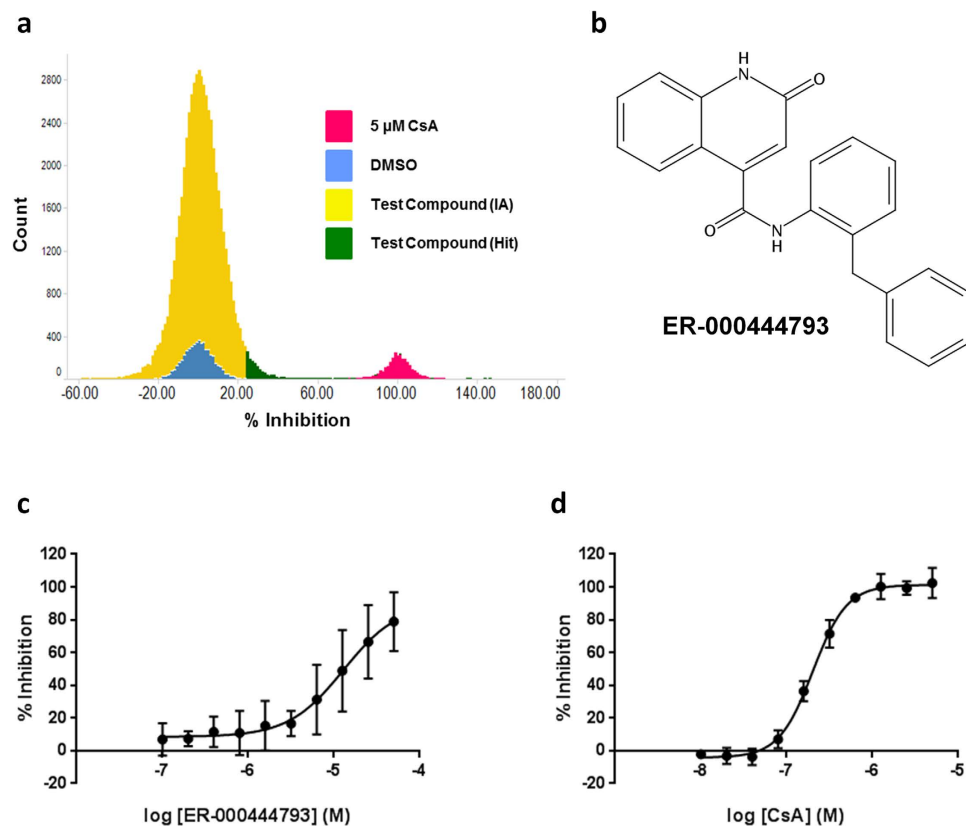 a
2800
2400
2000
1600
1200
800
400
0
Count
-60.00 -20.00 20.00 60.00 100.00 140.00 180.00
% Inhibition
5 µM CsA
DMSO
Test Compound (IA)
Test Compound (Hit)
b
H
N
O
O
N
H
ER-000444793
c
120
100
80
60
40
20
0
-20
% Inhibition
-7 -6 -5 -4
log [ER-000444793] (M)
d
120
100
80
60
40
20
0
-20
% Inhibition
-8 -7 -6 -5
log [CsA] (M)